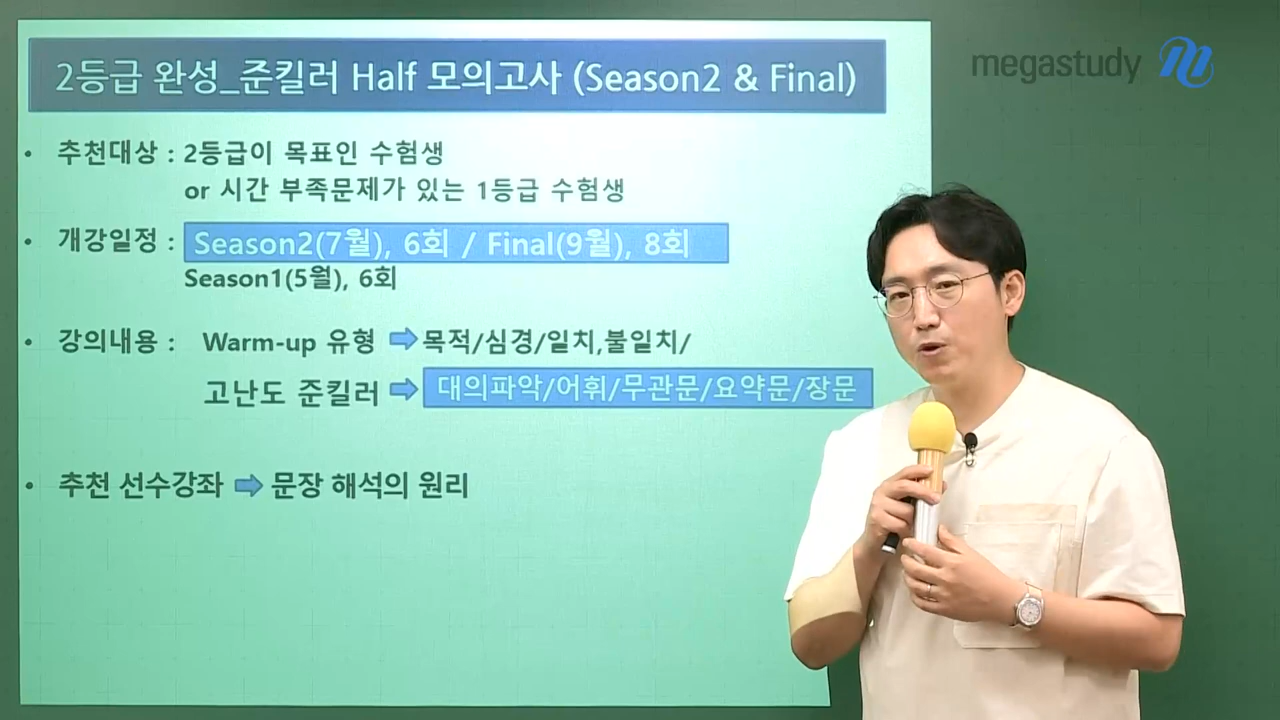 megastudy
2등급 완성_준킬러 Half 모의고사 (Season2 & Final)
• 추천대상 : 2등급이 목표인 수험생
or 시간 부족문제가 있는 1등급 수험생
• 개강일정 : Season2(7월), 6회 / Final(9월), 8회
Season1(5월), 6회
• 강의내용 : Warm-up 유형 ➡ 목적/심경/일치,불일치/
고난도 준킬러 ➡ 대의파악/어휘/무관문/요약문/장문
• 추천 선수강좌 ➡ 문장 해석의 원리